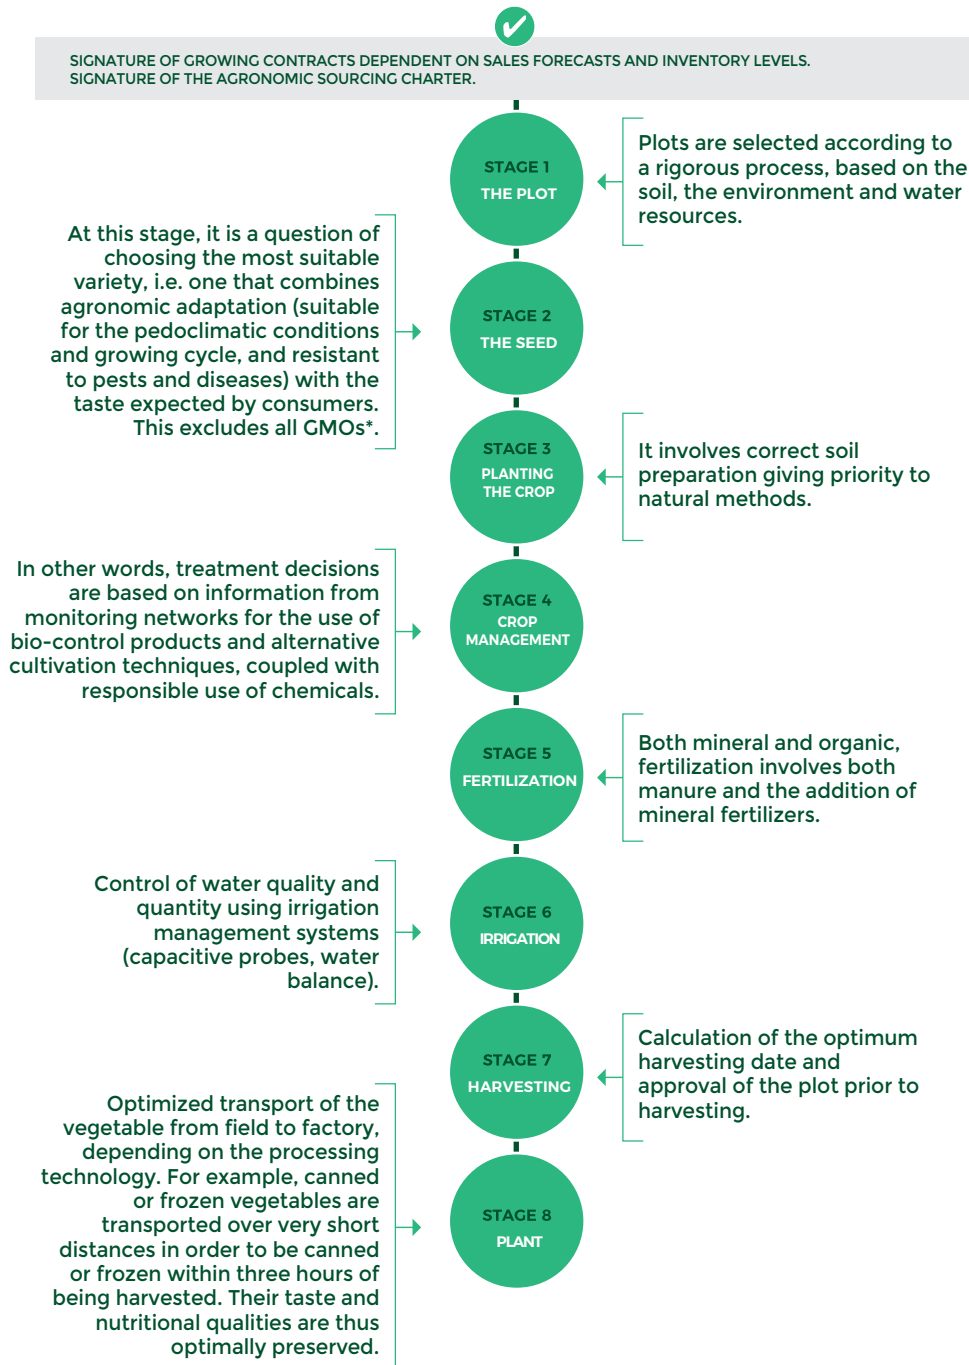 SIGNATURE OF GROWING CONTRACTS DEPENDENT ON SALES FORECASTS AND INVENTORY LEVELS.
SIGNATURE OF THE AGRONOMIC SOURCING CHARTER.
STAGE 1
THE PLOT
Plots are selected according to
a rigorous process, based on the
soil, the environment and water
resources.
At this stage, it is a question of
choosing the most suitable
variety, i.e. one that combines
agronomic adaptation (suitable
for the pedoclimatic conditions
and growing cycle, and resistant
to pests and diseases) with the
taste expected by consumers.
This excludes all GMOs*.
STAGE 2
THE SEED
STAGE 3
PLANTING
THE CROP
It involves correct soil
preparation giving priority to
natural methods.
In other words, treatment decisions
are based on information from
monitoring networks for the use of
bio-control products and alternative
cultivation techniques, coupled with
responsible use of chemicals.
STAGE 4
CROP
MANAGEMENT
STAGE 5
FERTILIZATION
Both mineral and organic,
fertilization involves both
manure and the addition of
mineral fertilizers.
Control of water quality and
quantity using irrigation
management systems
(capacitive probes, water
balance).
STAGE 6
IRRIGATION
STAGE 7
HARVESTING
Calculation of the optimum
harvesting date and
approval of the plot prior to
harvesting.
Optimized transport of the
vegetable from field to factory,
depending on the processing
technology. For example, canned
or frozen vegetables are
transported over very short
distances in order to be canned
or frozen within three hours of
being harvested. Their taste and
nutritional qualities are thus
optimally preserved.
STAGE 8
PLANT